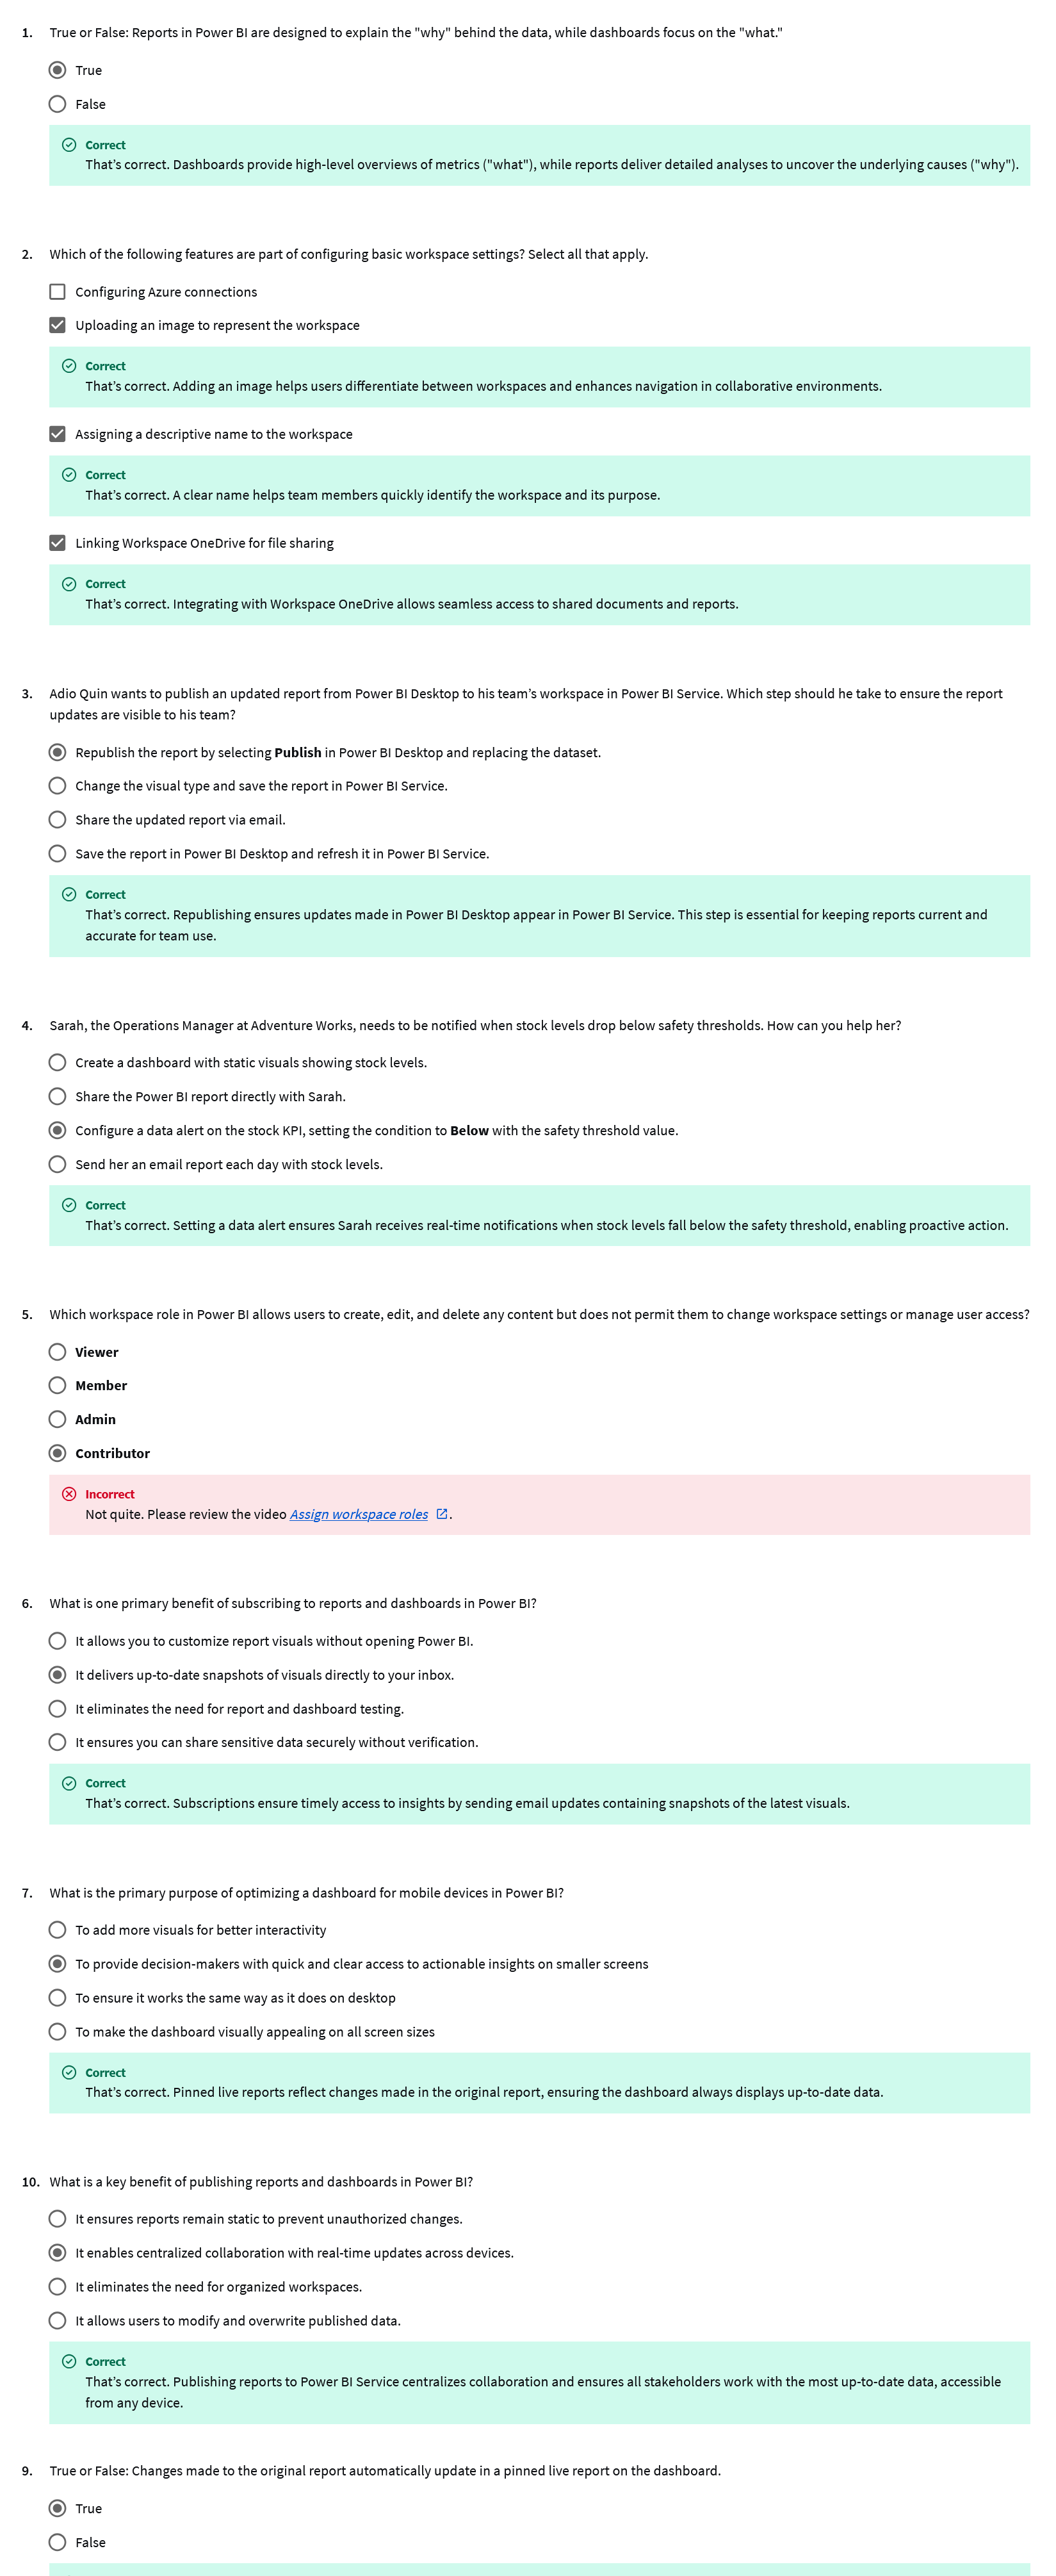 1. True or False: Reports in Power BI are designed to explain the "why" behind the data, while dashboards focus on the "what."
True
False
Correct
That's correct. Dashboards provide high-level overviews of metrics ("what"), while reports deliver detailed analyses to uncover the underlying causes ("why").
2. Which of the following features are part of configuring basic workspace settings? Select all that apply.
Configuring Azure connections
Uploading an image to represent the workspace
Correct
That's correct. Adding an image helps users differentiate between workspaces and enhances navigation in collaborative environments.
Assigning a descriptive name to the workspace
Correct
That's correct. A clear name helps team members quickly identify the workspace and its purpose.
Linking Workspace OneDrive for file sharing
Correct
That's correct. Integrating with Workspace OneDrive allows seamless access to shared documents and reports.
3. Adio Quin wants to publish an updated report from Power BI Desktop to his team's workspace in Power BI Service. Which step should he take to ensure the report
updates are visible to his team?
Republish the report by selecting Publish in Power BI Desktop and replacing the dataset.
Change the visual type and save the report in Power BI Service.
Share the updated report via email.
Save the report in Power BI Desktop and refresh it in Power BI Service.
Correct
That's correct. Republishing ensures updates made in Power BI Desktop appear in Power BI Service. This step is essential for keeping reports current and
accurate for team use.
4. Sarah, the Operations Manager at Adventure Works, needs to be notified when stock levels drop below safety thresholds. How can you help her?
Create a dashboard with static visuals showing stock levels.
Share the Power BI report directly with Sarah.
Configure a data alert on the stock KPI, setting the condition to Below with the safety threshold value.
Send her an email report each day with stock levels.
Correct
That's correct. Setting a data alert ensures Sarah receives real-time notifications when stock levels fall below the safety threshold, enabling proactive action.
5. Which workspace role in Power BI allows users to create, edit, and delete any content but does not permit them to change workspace settings or manage user access?
Viewer
Member
Admin
Contributor
Incorrect
Not quite. Please review the video Assign workspace roles.
6. What is one primary benefit of subscribing to reports and dashboards in Power BI?
It allows you to customize report visuals without opening Power BI.
It delivers up-to-date snapshots of visuals directly to your inbox.
It eliminates the need for report and dashboard testing.
It ensures you can share sensitive data securely without verification.
Correct
That's correct. Subscriptions ensure timely access to insights by sending email updates containing snapshots of the latest visuals.
7. What is the primary purpose of optimizing a dashboard for mobile devices in Power BI?
To add more visuals for better interactivity
To provide decision-makers with quick and clear access to actionable insights on smaller screens
To ensure it works the same way as it does on desktop
To make the dashboard visually appealing on all screen sizes
Correct
That's correct. Pinned live reports reflect changes made in the original report, ensuring the dashboard always displays up-to-date data.
10. What is a key benefit of publishing reports and dashboards in Power BI?
It ensures reports remain static to prevent unauthorized changes.
It enables centralized collaboration with real-time updates across devices.
It eliminates the need for organized workspaces.
It allows users to modify and overwrite published data.
Correct
That's correct. Publishing reports to Power BI Service centralizes collaboration and ensures all stakeholders work with the most up-to-date data, accessible
from any device.
9. True or False: Changes made to the original report automatically update in a pinned live report on the dashboard.
True
False